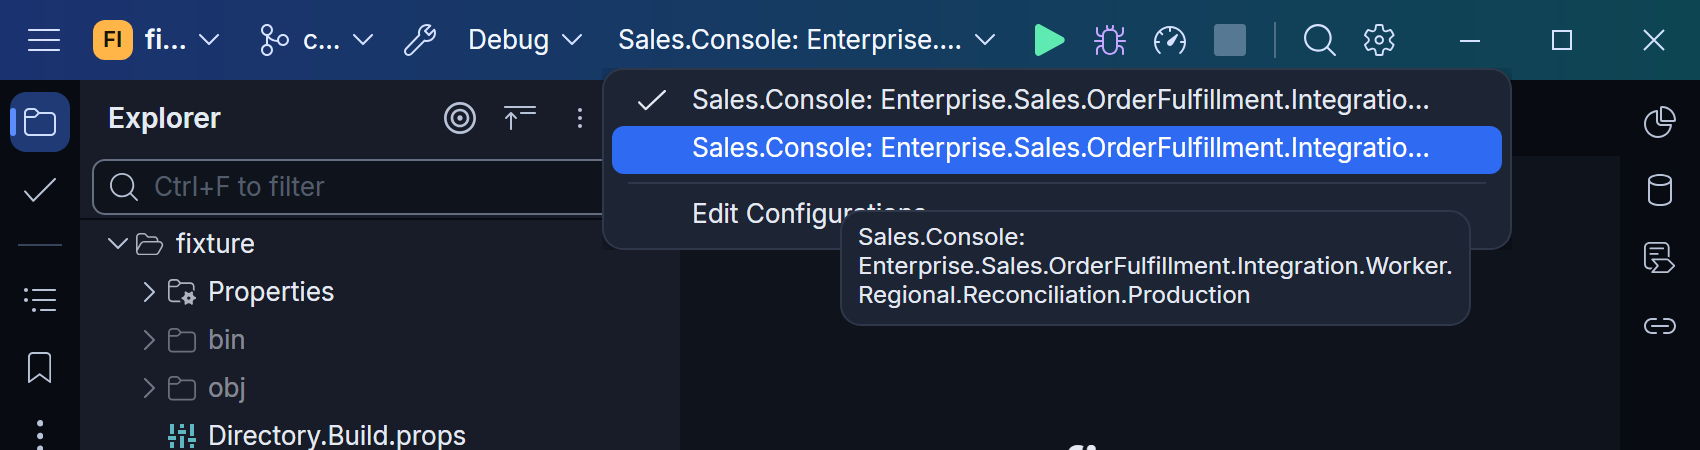 FI fi... c... Debug Sales.Console: Enterprise....
Explorer
Sales.Console: Enterprise.Sales.OrderFulfillment.Integratio...
Sales.Console: Enterprise.Sales.OrderFulfillment.Integratio...
Ctrl+F to filter
Edit Configurations
Sales.Console:
Enterprise.Sales.OrderFulfillment.Integration.Worker.
Regional.Reconciliation.Production
fixture
Properties
bin
obj
Directory.Build.props